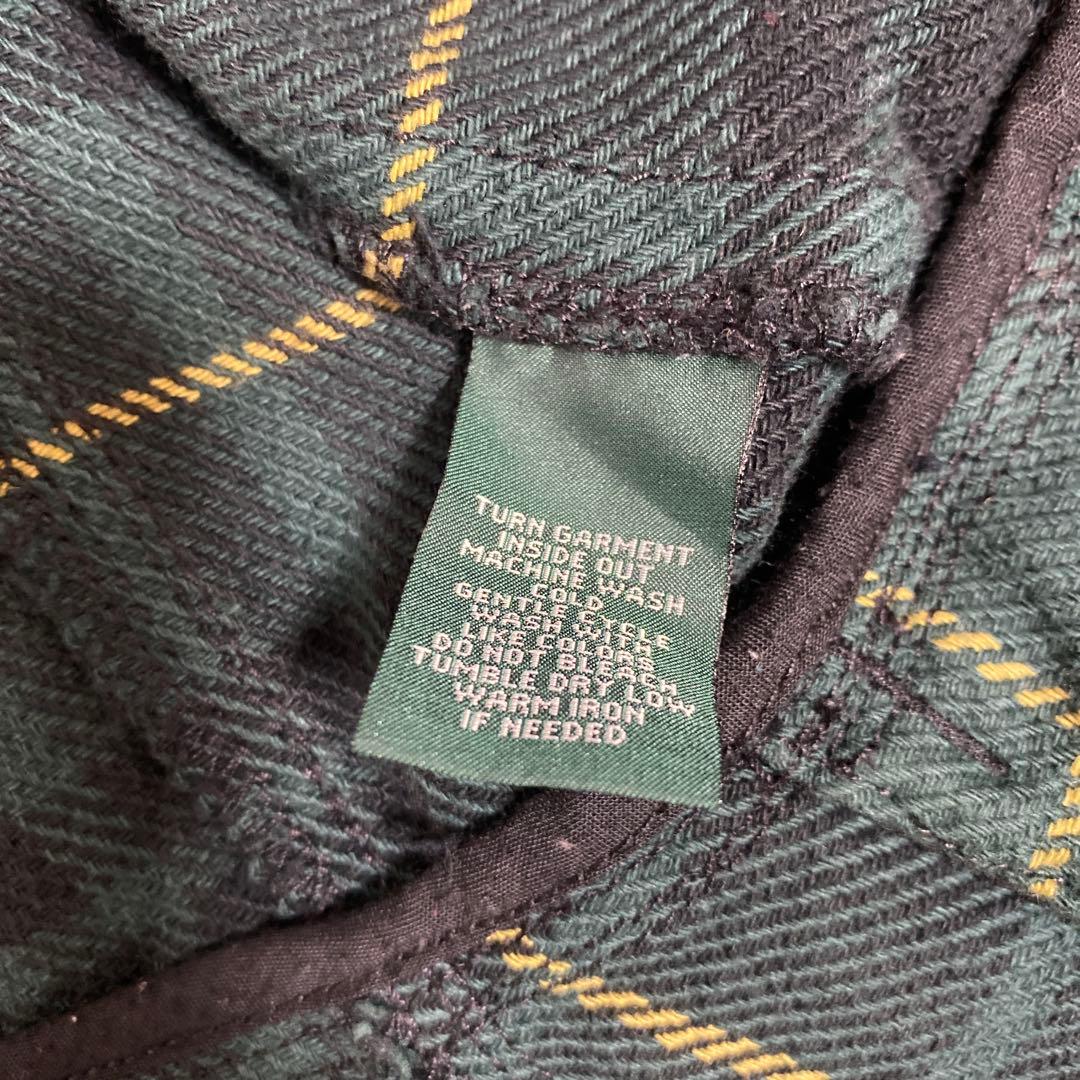 TURN GARMENT
INSIDE OUT
MACHINE WASH
COLD
GENTLE CYCLE
WASH WITH
LIKE COLORS
DO NOT BLEACH
TUMBLE DRY LOW
WARM IRON
IF NEEDED